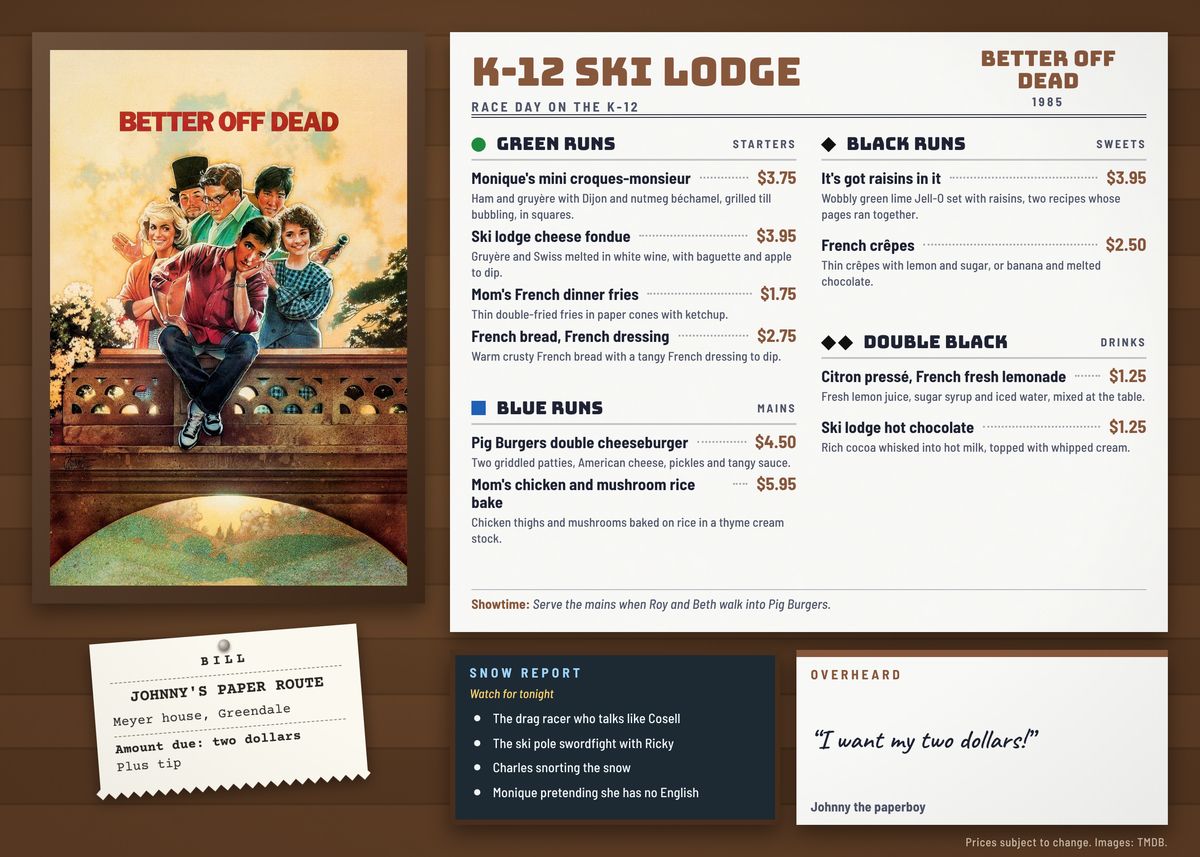 BETTER OFF DEAD
K-12 SKI LODGE
RACE DAY ON THE K-12
BETTER OFF
DEAD
1985
GREEN RUNS STARTERS
Monique's mini croques-monsieur $3.75
Ham and gruyère with Dijon and nutmeg béchamel, grilled till
bubbling, in squares.
Ski lodge cheese fondue $3.95
Gruyère and Swiss melted in white wine, with baguette and apple
to dip.
Mom's French dinner fries $1.75
Thin double-fried fries in paper cones with ketchup.
French bread, French dressing $2.75
Warm crusty French bread with a tangy French dressing to dip.
BLUE RUNS MAINS
Pig Burgers double cheeseburger $4.50
Two griddled patties, American cheese, pickles and tangy sauce.
Mom's chicken and mushroom rice $5.95
bake
Chicken thighs and mushrooms baked on rice in a thyme cream
stock.
BLACK RUNS SWEETS
It's got raisins in it $3.95
Wobbly green lime Jell-O set with raisins, two recipes whose
pages ran together.
French crêpes $2.50
Thin crêpes with lemon and sugar, or banana and melted
chocolate.
DOUBLE BLACK DRINKS
Citron pressé, French fresh lemonade $1.25
Fresh lemon juice, sugar syrup and iced water, mixed at the table.
Ski lodge hot chocolate $1.25
Rich cocoa whisked into hot milk, topped with whipped cream.
Showtime: Serve the mains when Roy and Beth walk into Pig Burgers.
BILL
JOHNNY'S PAPER ROUTE
Meyer house, Greendale
Amount due: two dollars
Plus tip
SNOW REPORT
Watch for tonight
The drag racer who talks like Cosell
The ski pole swordfight with Ricky
Charles snorting the snow
Monique pretending she has no English
OVERHEARD
“I want my two dollars!”
Johnny the paperboy
Prices subject to change. Images: TMDB.